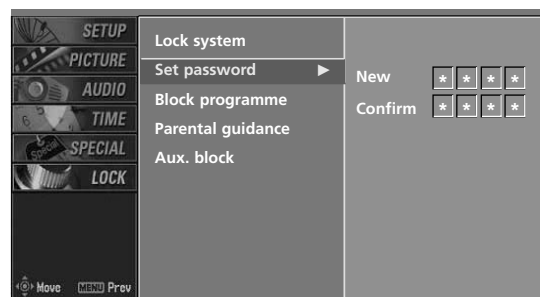 SETUP
PICTURE
AUDIO
TIME
SPECIAL
LOCK
Move MENU Prev
Lock system
Set password ►
Block programme
Parental guidance
Aux. block
New * * * *
Confirm * * * *